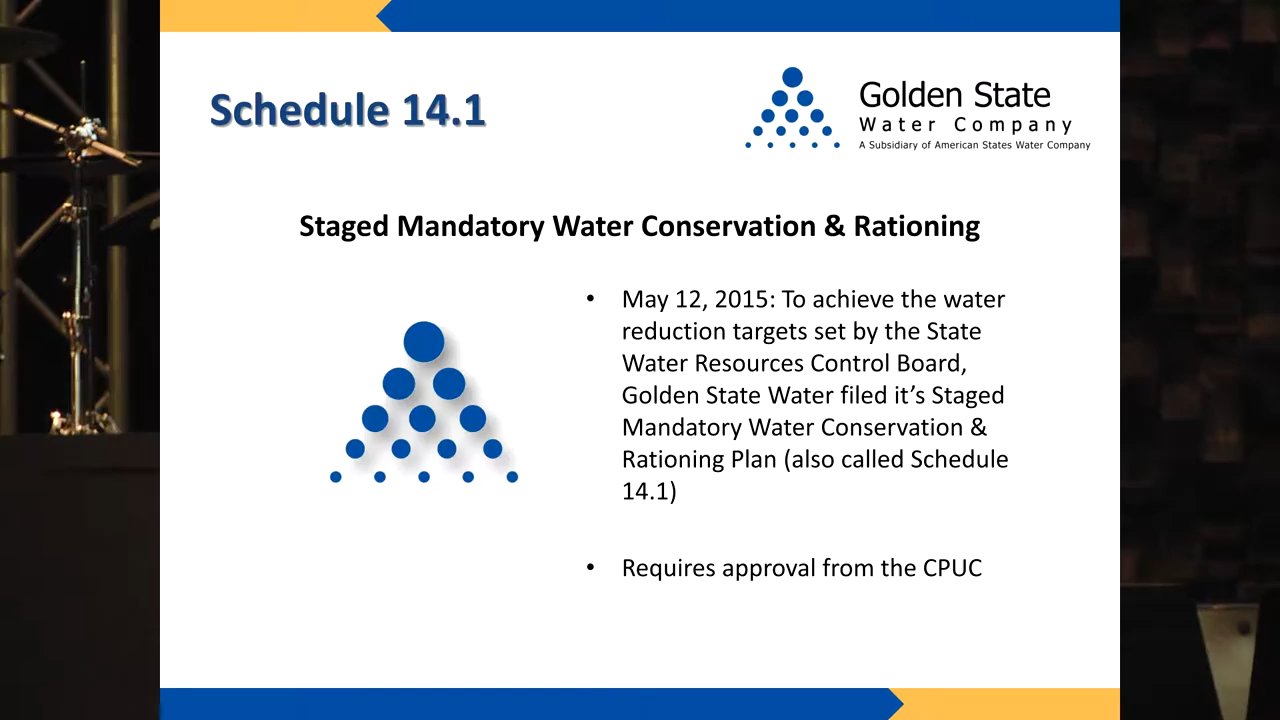 Schedule 14.1
Golden State
Water Company
A Subsidiary of American States Water Company
Staged Mandatory Water Conservation & Rationing
• May 12, 2015: To achieve the water
reduction targets set by the State
Water Resources Control Board,
Golden State Water filed it’s Staged
Mandatory Water Conservation &
Rationing Plan (also called Schedule
14.1)
• Requires approval from the CPUC